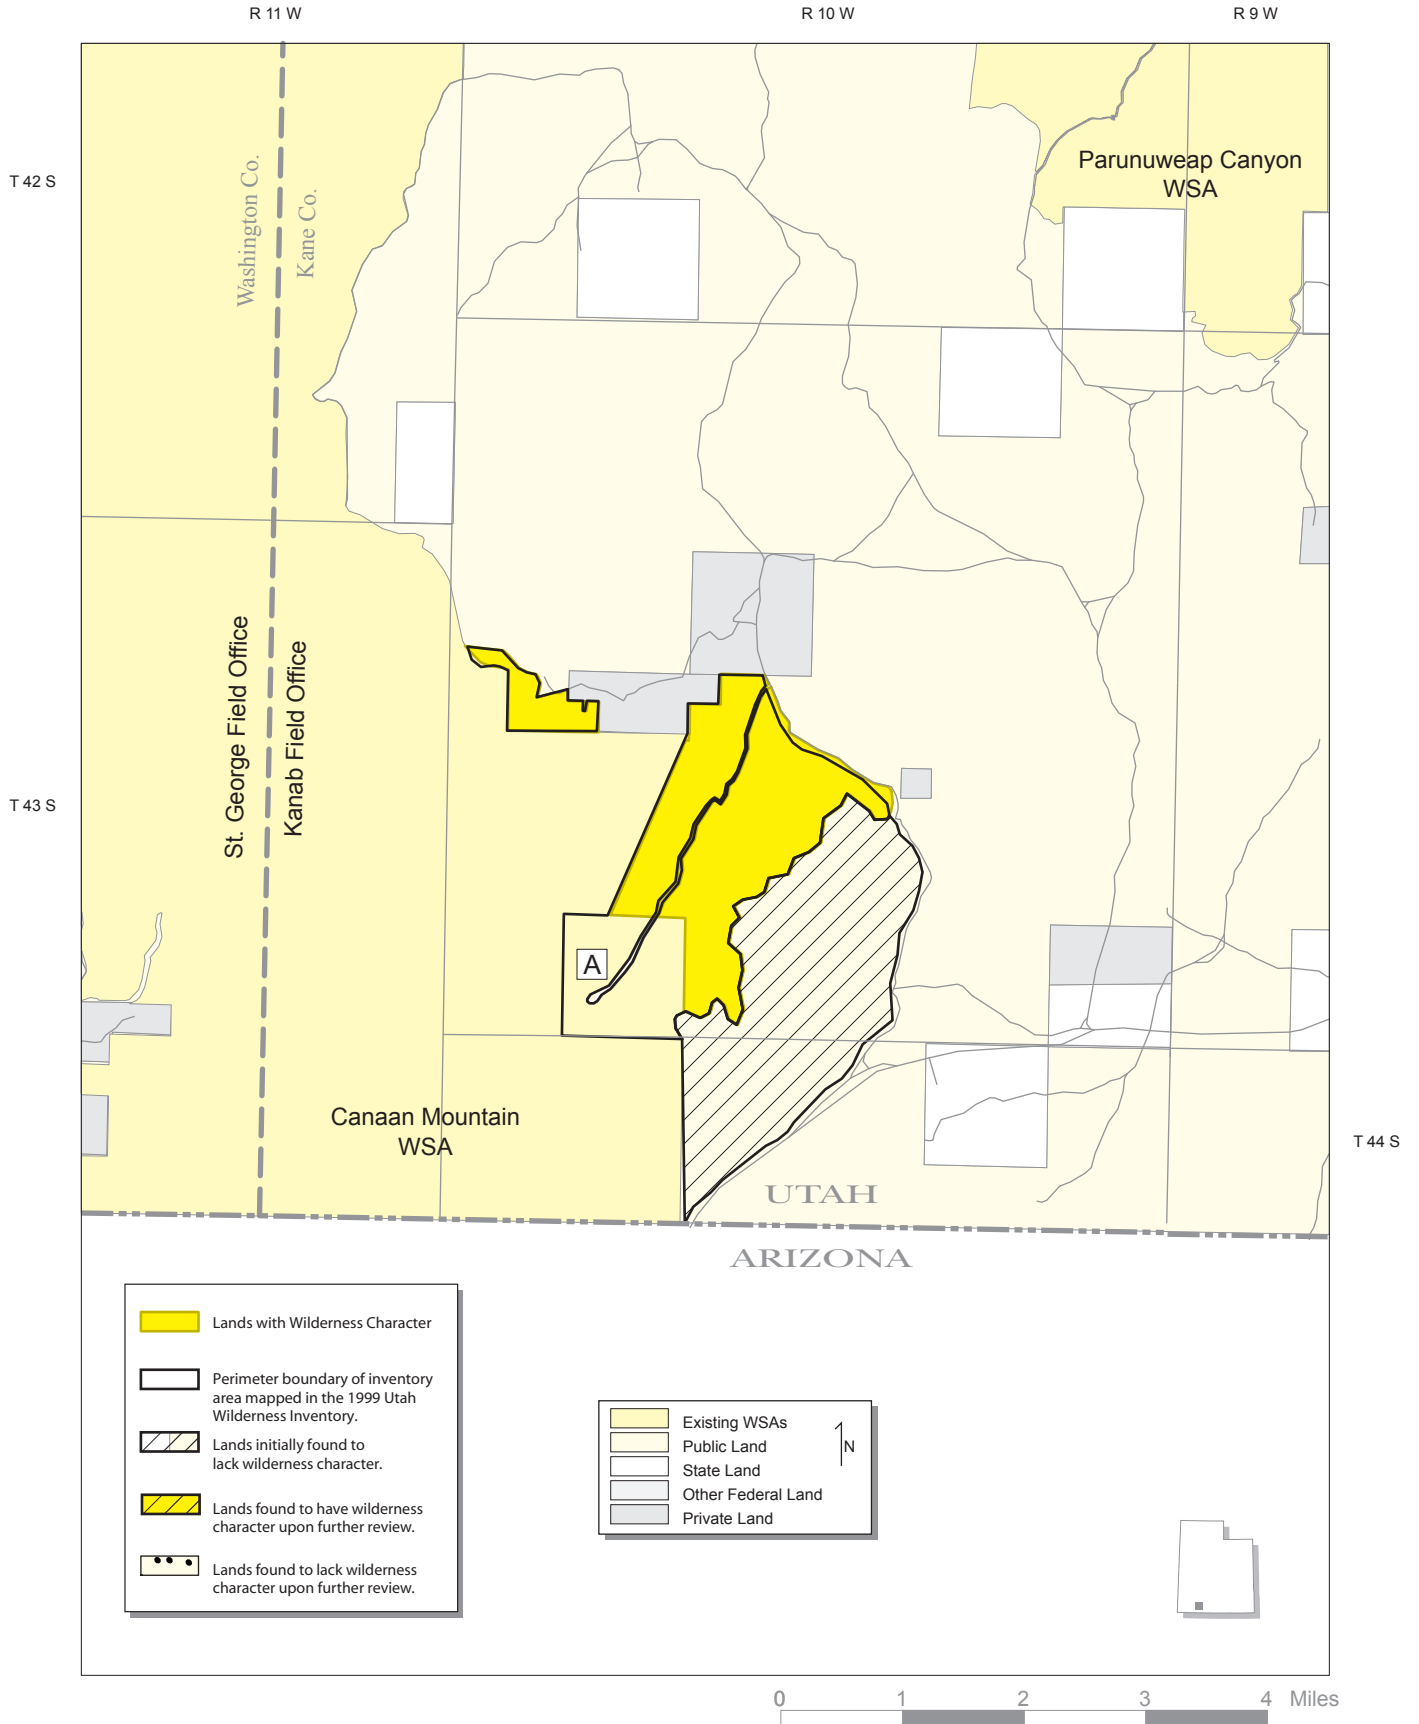 R 11 W
R 10 W
R 9 W
T 42 S
Washington Co.
Kane Co.
Parunuweap Canyon
WSA
St. George Field Office
Kanab Field Office
T 43 S
A
Canaan Mountain
WSA
T 44 S
UTAH
ARIZONA
Lands with Wilderness Character
Perimeter boundary of inventory
area mapped in the 1999 Utah
Wilderness Inventory.
Lands initially found to
lack wilderness character.
Lands found to have wilderness
character upon further review.
Lands found to lack wilderness
character upon further review.
Existing WSAs
Public Land
State Land
Other Federal Land
Private Land
N
0 1 2 3 4 Miles